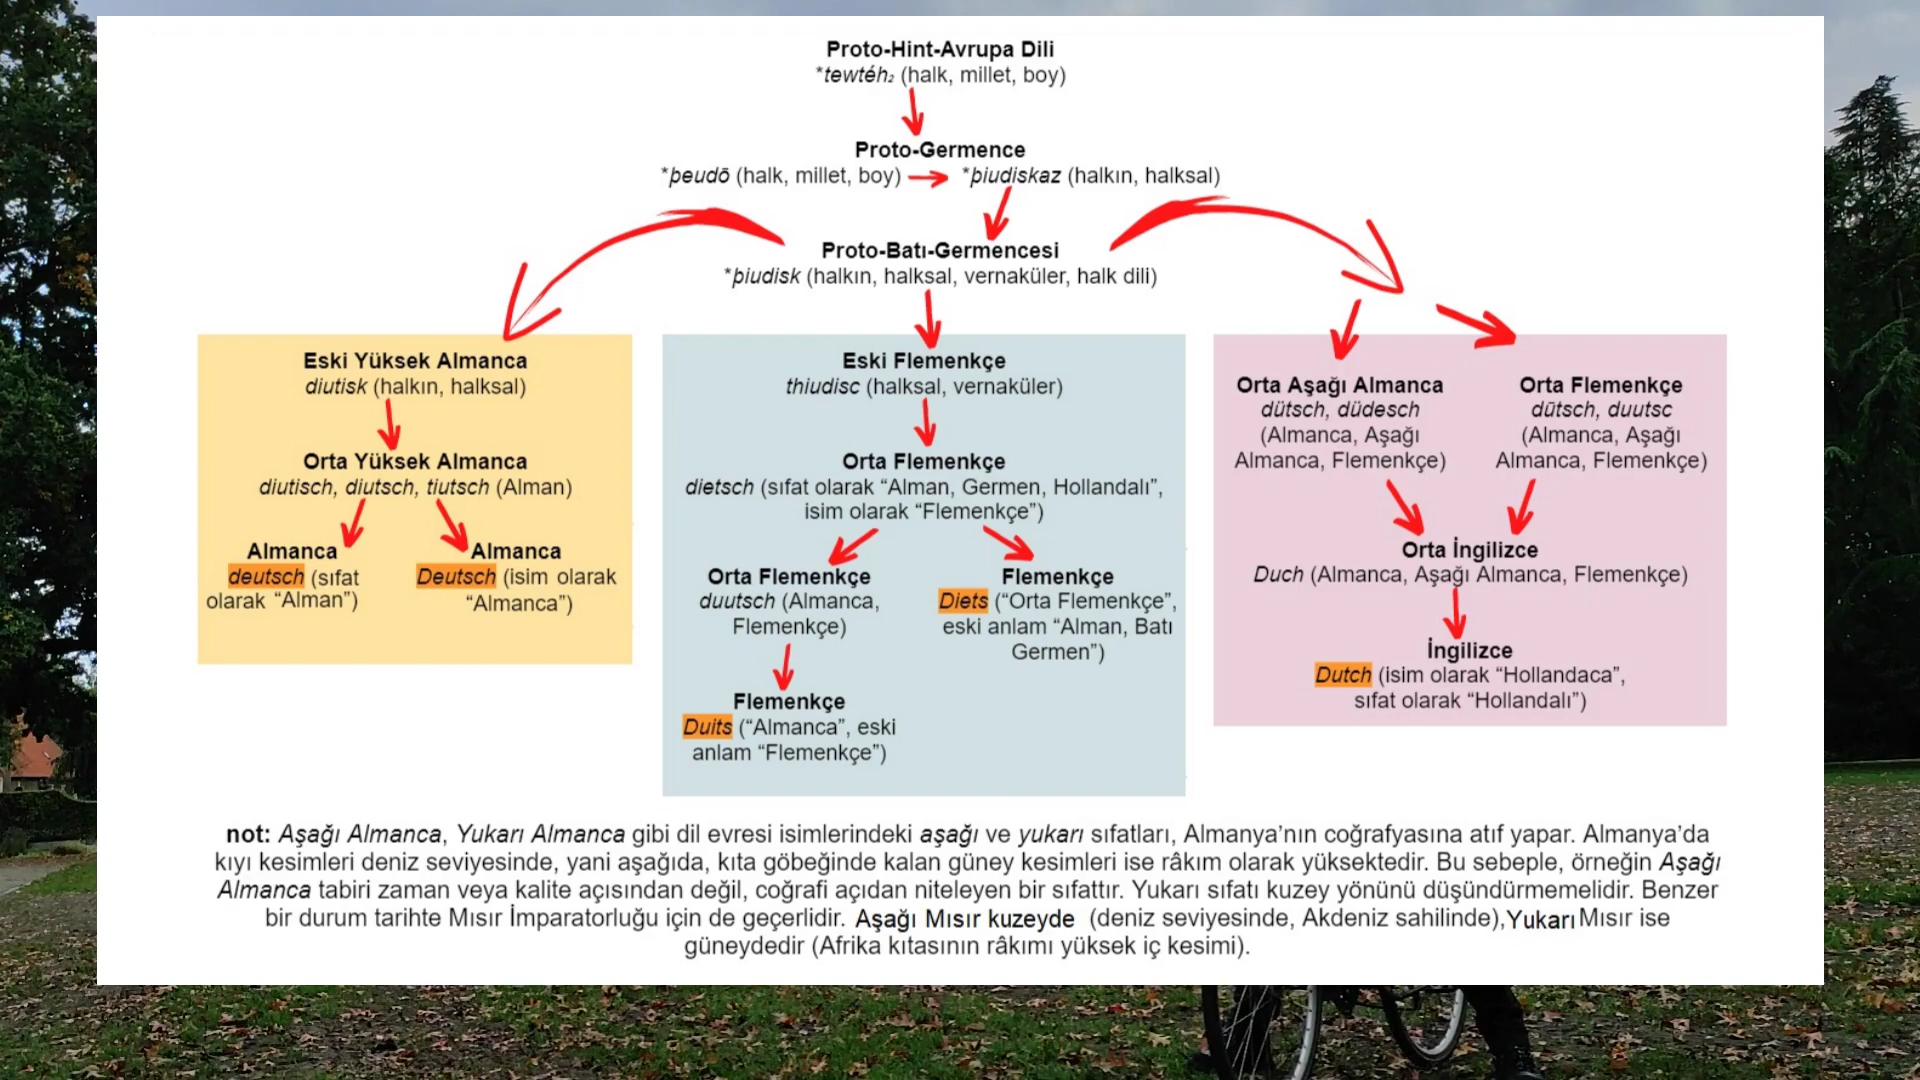 Proto-Hint-Avrupa Dili
*tewtéh₂ (halk, millet, boy)
Proto-Germence
*þeudō (halk, millet, boy) *þiudiskaz (halkın, halksal)
Proto-Batı-Germencesi
*þiudisk (halkın, halksal, vernaküler, halk dili)
Eski Yüksek Almanca
diutisk (halkın, halksal)
Orta Yüksek Almanca
diutisch, diutsch, tiutsch (Alman)
Almanca
deutsch (sıfat
olarak “Alman”)
Almanca
Deutsch (isim olarak
“Almanca”)
Eski Flemenkçe
thiudisc (halksal, vernaküler)
Orta Flemenkçe
dietsch (sıfat olarak “Alman, Germen, Hollandalı”,
isim olarak “Flemenkçe”)
Orta Flemenkçe
duutsch (Almanca,
Flemenkçe)
Flemenkçe
Duits (“Almanca”, eski
anlam “Flemenkçe”)
Flemenkçe
Diets (“Orta Flemenkçe”,
eski anlam “Alman, Batı
Germen”)
Orta Aşağı Almanca
dütsch, düdesch
(Almanca, Aşağı
Almanca, Flemenkçe)
Orta Flemenkçe
dūtsch, duutsc
(Almanca, Aşağı
Almanca, Flemenkçe)
Orta İngilizce
Duch (Almanca, Aşağı Almanca, Flemenkçe)
İngilizce
Dutch (isim olarak “Hollandaca”,
sıfat olarak “Hollandalı”)
not: Aşağı Almanca, Yukarı Almanca gibi dil evresi isimlerindeki aşağı ve yukarı sıfatları, Almanya’nın coğrafyasına atıf yapar. Almanya’da
kıyı kesimleri deniz seviyesinde, yani aşağıda, kıta göbeğinde kalan güney kesimleri ise râkım olarak yüksektedir. Bu sebeple, örneğin Aşağı
Almanca tabiri zaman veya kalite açısından değil, coğrafi açıdan niteleyen bir sıfattır. Yukarı sıfatı kuzey yönünü düşündürmemelidir. Benzer
bir durum tarihte Mısır İmparatorluğu için de geçerlidir. Aşağı Mısır kuzeyde (deniz seviyesinde, Akdeniz sahilinde),Yukarı Mısır ise
güneydedir (Afrika kıtasının râkımı yüksek iç kesimi).